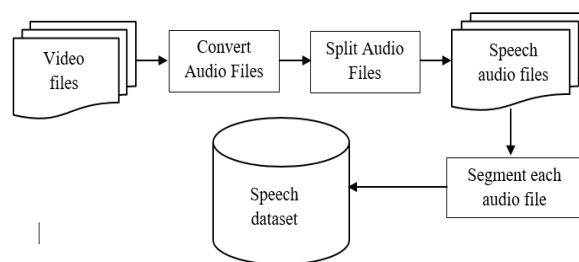 Video
files
Convert
Audio Files
Split Audio
Files
Speech
audio files
Segment each
audio file
Speech
dataset